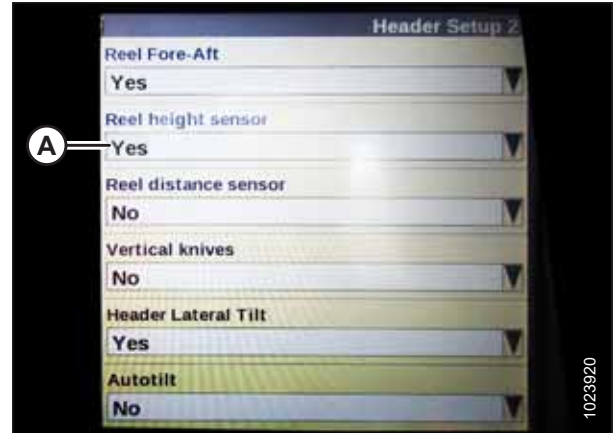 Header Setup 2
Reel Fore-Aft
Yes
Reel height sensor
A
Yes
Reel distance sensor
No
Vertical knives
No
Header Lateral Tilt
Yes
Autotilt
No
1023920